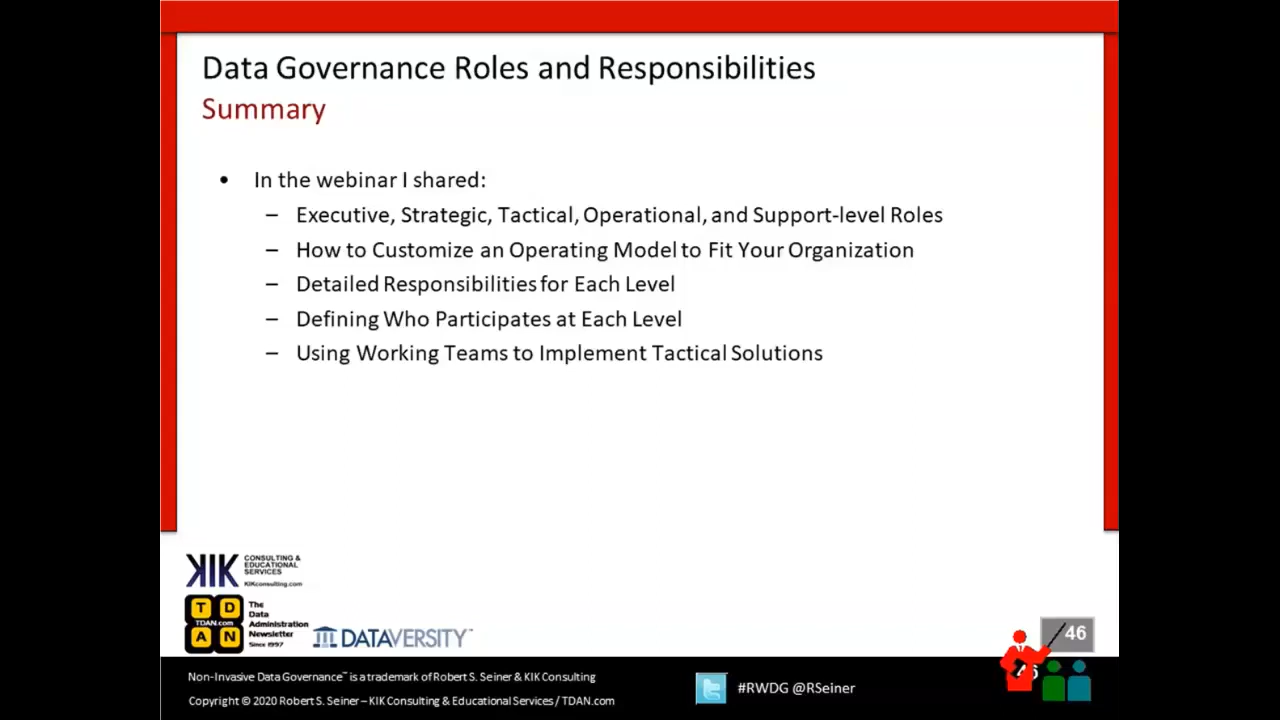 Data Governance Roles and Responsibilities
Summary
• In the webinar I shared:
– Executive, Strategic, Tactical, Operational, and Support-level Roles
– How to Customize an Operating Model to Fit Your Organization
– Detailed Responsibilities for Each Level
– Defining Who Participates at Each Level
– Using Working Teams to Implement Tactical Solutions
KIK
CONSULTING &
EDUCATIONAL
SERVICES
KIKconsulting.com
T D
TDAN.com
A N
The
Data
Administration
Newsletter
Since 1997
DATAVERSITY™
46
Non-Invasive Data Governance™ is a trademark of Robert S. Seiner & KIK Consulting
Copyright © 2020 Robert S. Seiner – KIK Consulting & Educational Services / TDAN.com
#RWDG @RSeiner